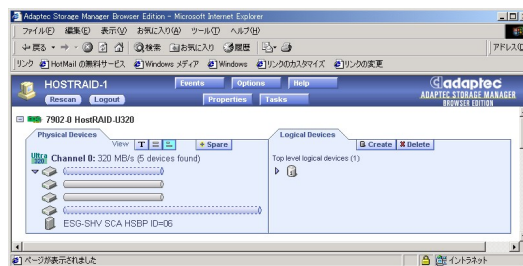 Adaptec Storage Manager Browser Edition - Microsoft Internet Explorer
ファイル(F) 編集(E) 表示(V) お気に入り(A) ツール(T) ヘルプ(H)
戻る 検索 お気に入り 履歴 アドレス(D)
リンク HotMail の無料サービス Windows メディア Windows リンクのカスタマイズ リンクの変更
HOSTRAID-1 Events Options Help adaptec
Rescan Logout Properties Tasks ADAPTEC STORAGE MANAGER
BROWSER EDITION
7902-0 HostRAID-U320
Physical Devices Logical Devices
View T + Spare Create Delete
Ultra 320 Channel 0: 320 MB/s (5 devices found) Top level logical devices (1)
ESG-SHV SCA HSBP ID=06
ページが表示されました イントラネット